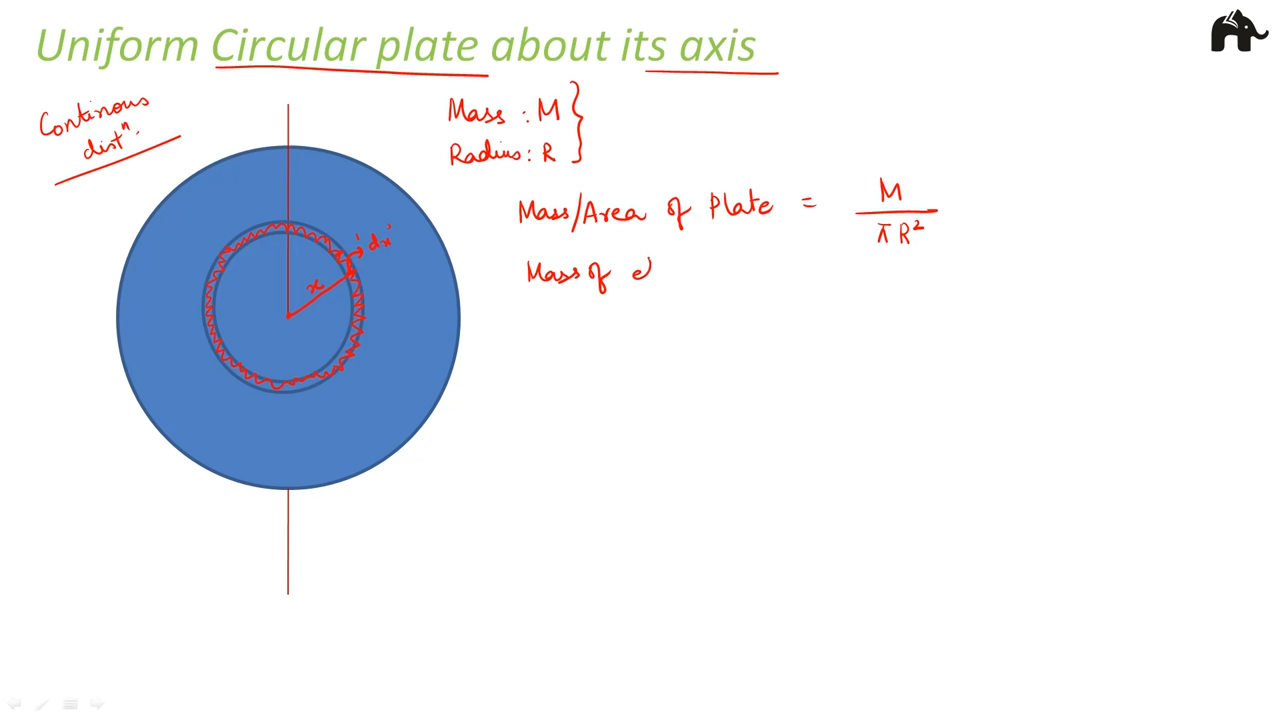 Uniform Circular plate about its axis
Continous
distⁿ.
Mass : M
Radius : R
Mass/Area of Plate = M / πR²
Mass of e
x
'dx'